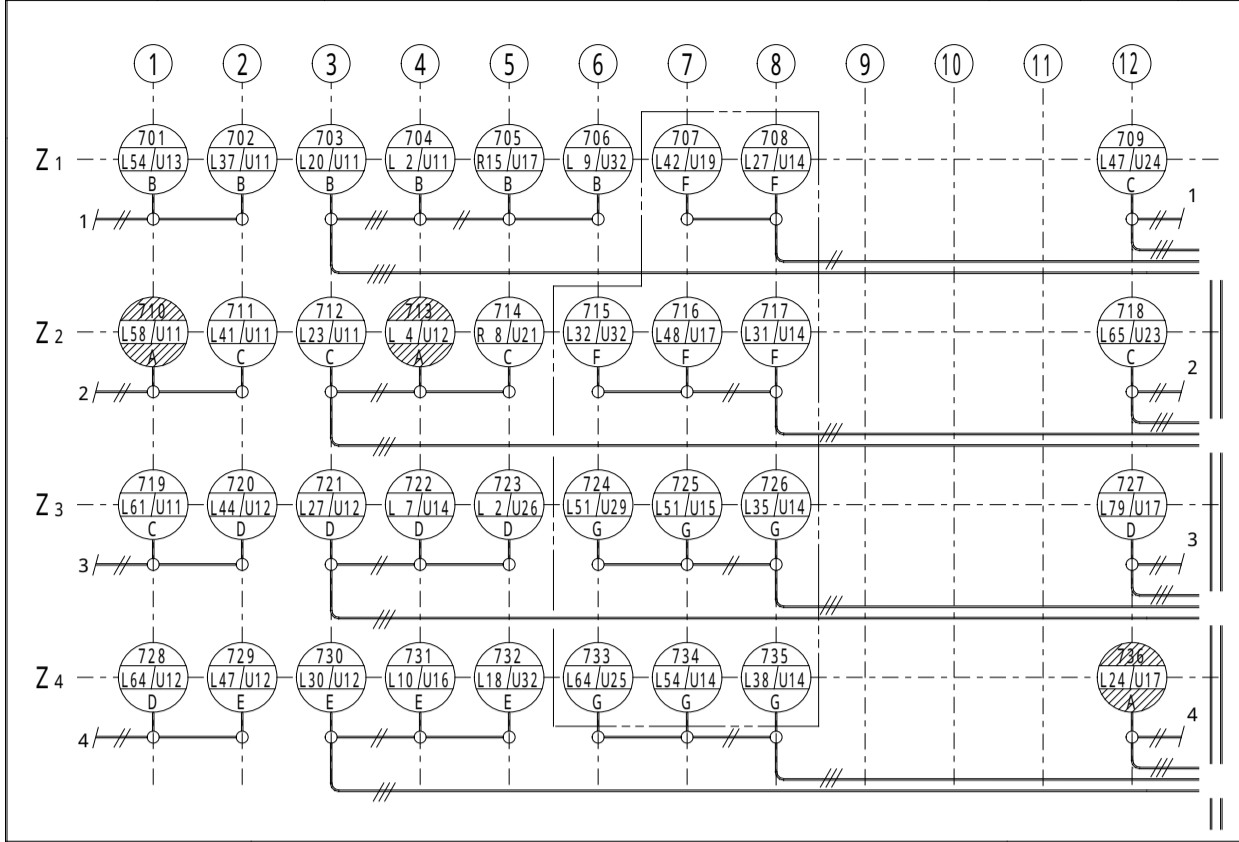 1 2 3 4 5 6 7 8 9 10 11 12
701 702 703 704 705 706 707 708 709
Z 1 L54/U13 L37/U11 L20/U11 L 2/U11 R15/U17 L 9/U32 L42/U19 L27/U14 L47/U24
B B B B B B F F C
1 1
710 711 712 713 714 715 716 717 718
Z 2 L58/U11 L41/U11 L23/U11 L 4/U12 R 8/U21 L32/U32 L48/U17 L31/U14 L65/U23
A C C A C F F F C
2 2
719 720 721 722 723 724 725 726 727
Z 3 L61/U11 L44/U12 L27/U12 L 7/U14 L 2/U26 L51/U29 L51/U15 L35/U14 L79/U17
C D D D D G G G D
3 3
728 729 730 731 732 733 734 735 736
Z 4 L64/U12 L47/U12 L30/U12 L10/U16 L18/U32 L64/U25 L54/U14 L38/U14 L24/U17
D E E E E G G G A
4 4